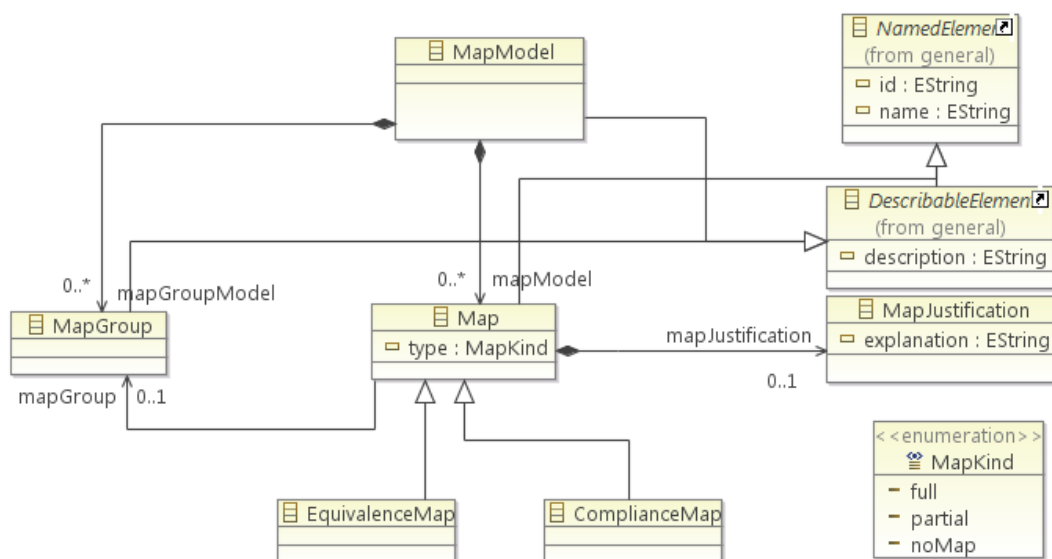 NamedElemen
(from general)
id : EString
name : EString
MapModel
DescribableElemen
(from general)
description : EString
0..*
mapGroupModel
0..*
mapModel
MapGroup
Map
type : MapKind
mapJustification
0..1
MapJustification
explanation : EString
mapGroup
0..1
<<enumeration>>
MapKind
full
partial
noMap
EquivalenceMap
ComplianceMap